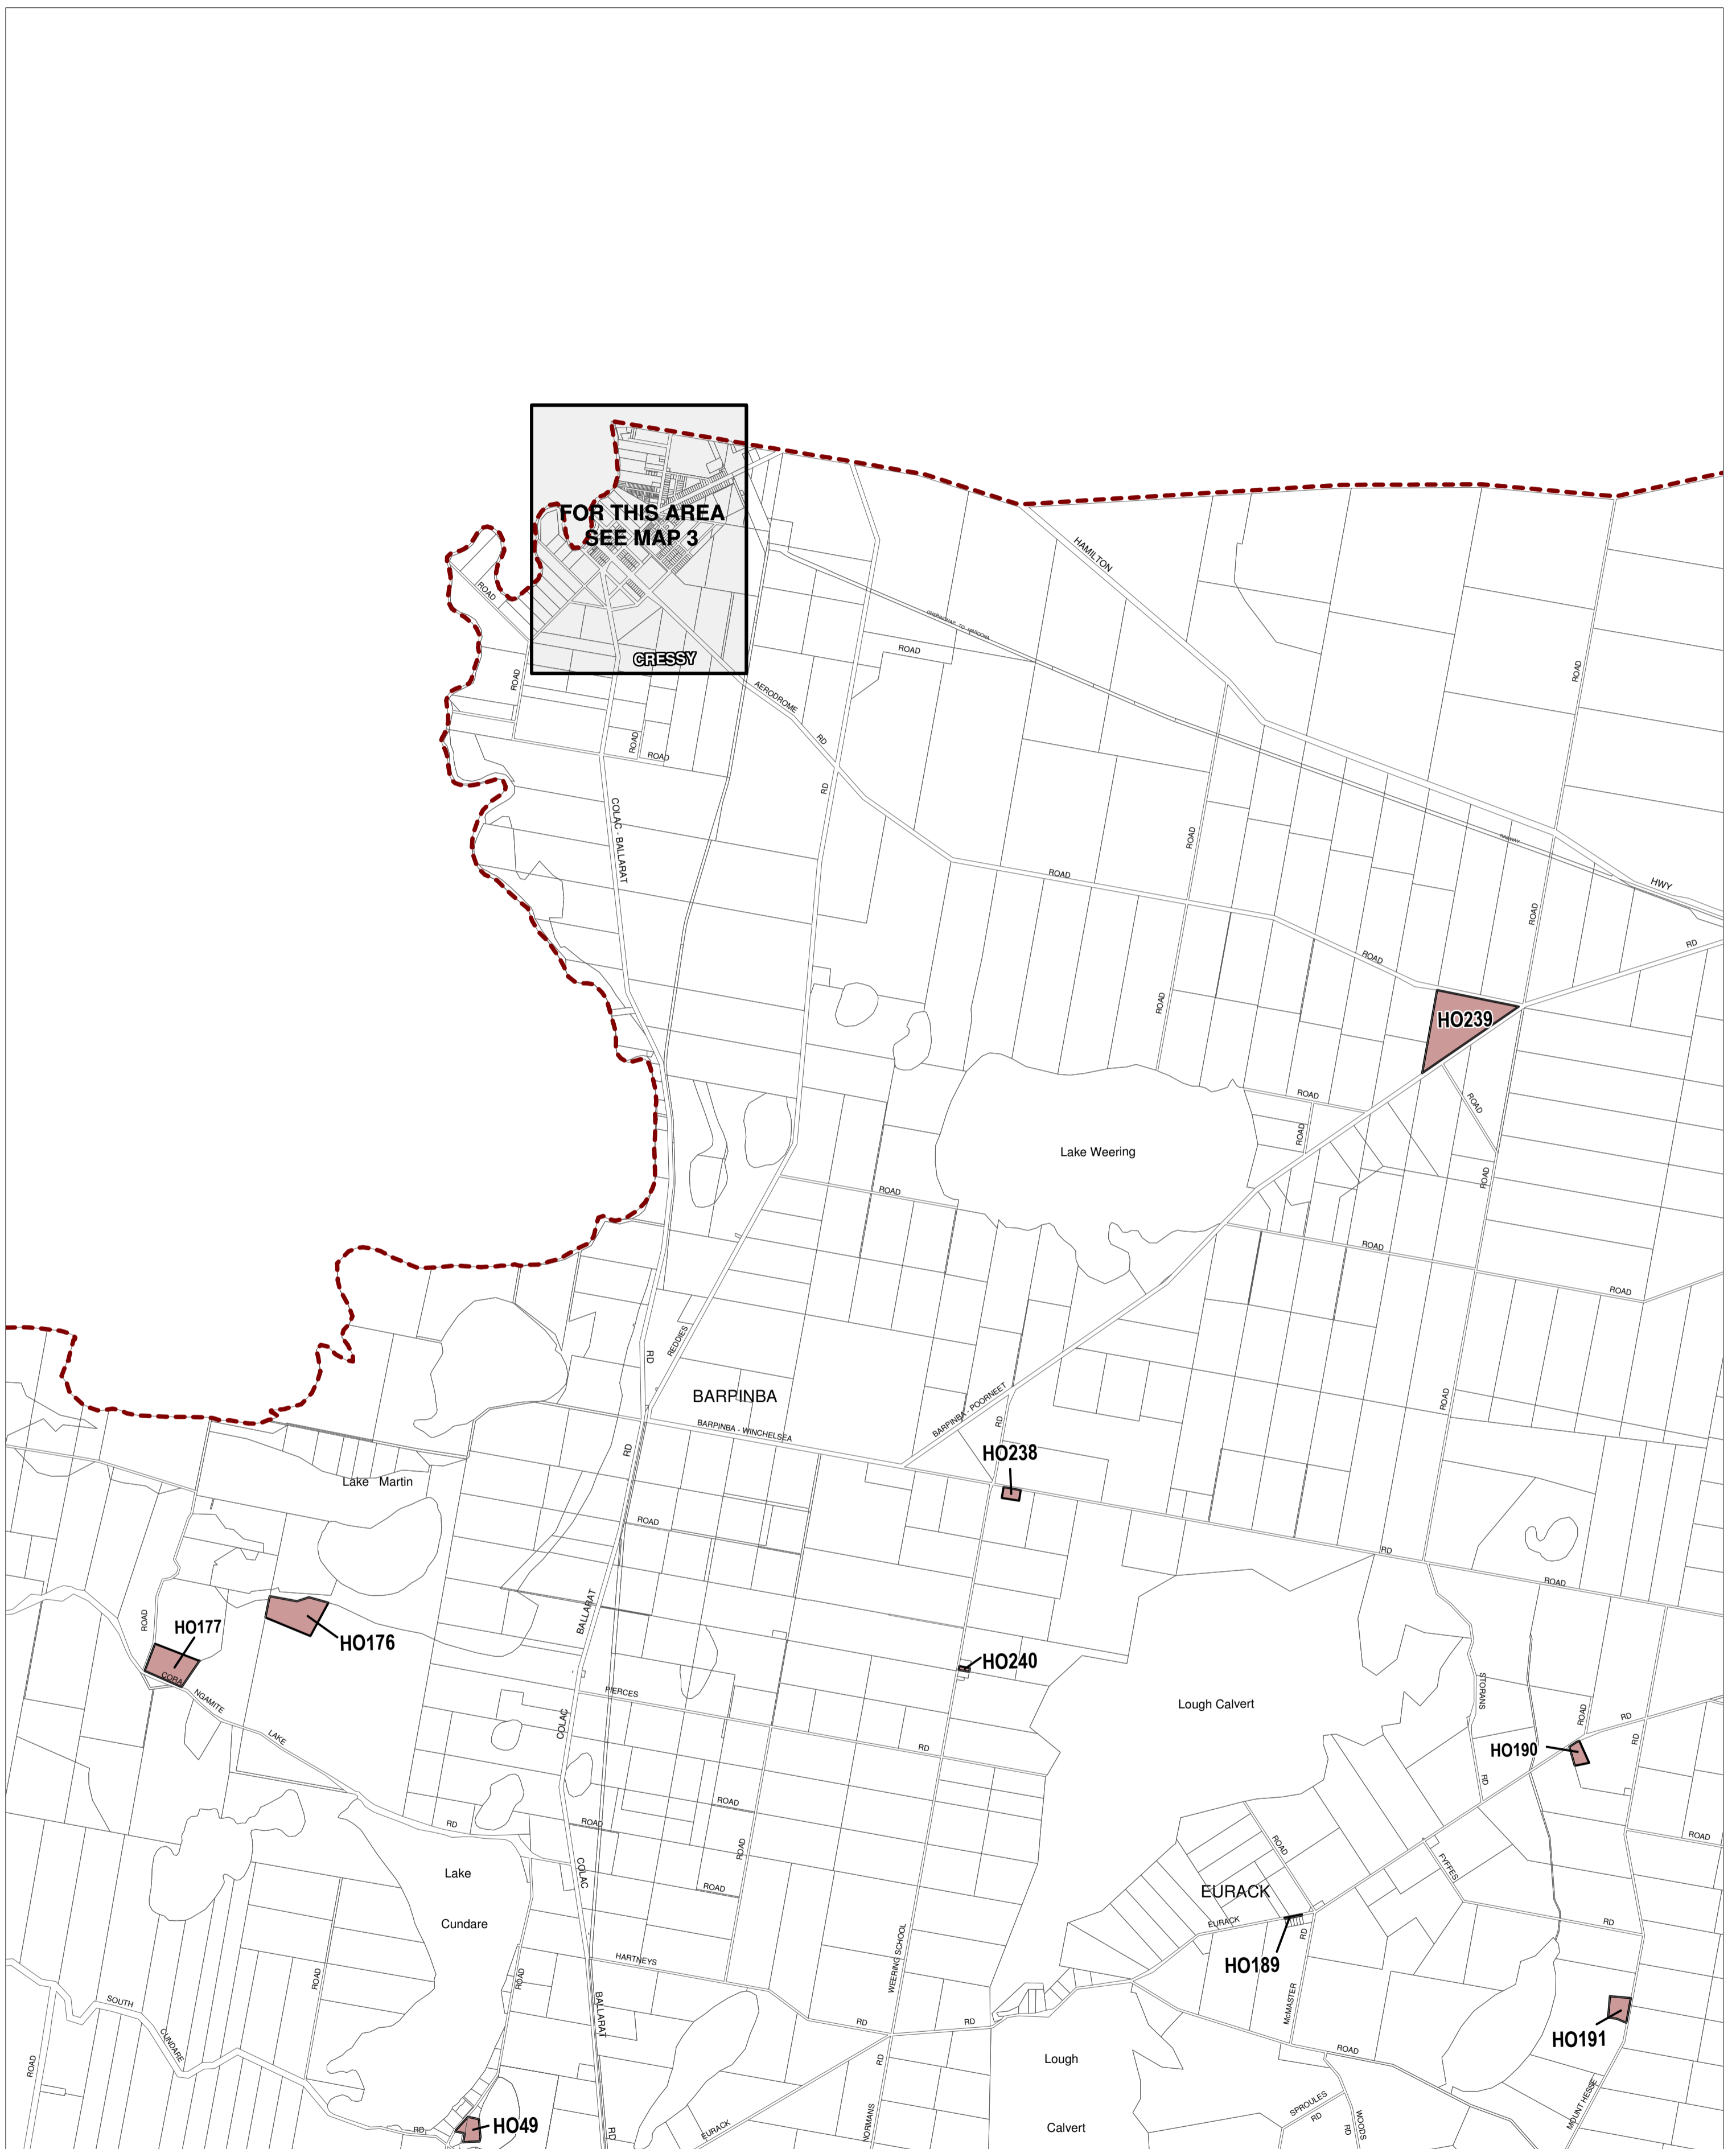 FOR THIS AREA
SEE MAP 3
CRESSY
HAMILTON
ROAD
ROAD
ROAD
ROAD
AERODROME
RD
ROAD
ROAD
RD
COLAC - BALLARAT
ROAD
ROAD
HWY
ROAD
RD
ROAD
ROAD
HO239
ROAD
ROAD
ROAD
Lake Weering
ROAD
ROAD
ROAD
ROAD
ROAD
REDDIES
RD
BARPINBA
BARPINBA - WINCHELSEA
BARPINBA - POORNEET
RD
ROAD
RD
HO238
Lake Martin
ROAD
RD
ROAD
BALLARAT
ROAD
HO177
HO176
CORA
NGAMITE
LAKE
HO240
PIERCES
COLAC
RD
Lough Calvert
STORANS
RD
ROAD
RD
RD
HO190
RD
ROAD
ROAD
ROAD
ROAD
ROAD
COLAC
Lake
Cundare
ROAD
FYFFES
EURACK
EURACK
RD
RD
HO189
HARTNEYS
WEERING SCHOOL
ROAD
ROAD
SOUTH
CUNDARE
BALLARAT
RD
RD
McMASTER
HO191
ROAD
ROAD
Lough
Calvert
RD
NORMANS
EURACK
SPROULES
RD
WOODS
RD
MOUNT HESSE
RD
HO49
RD